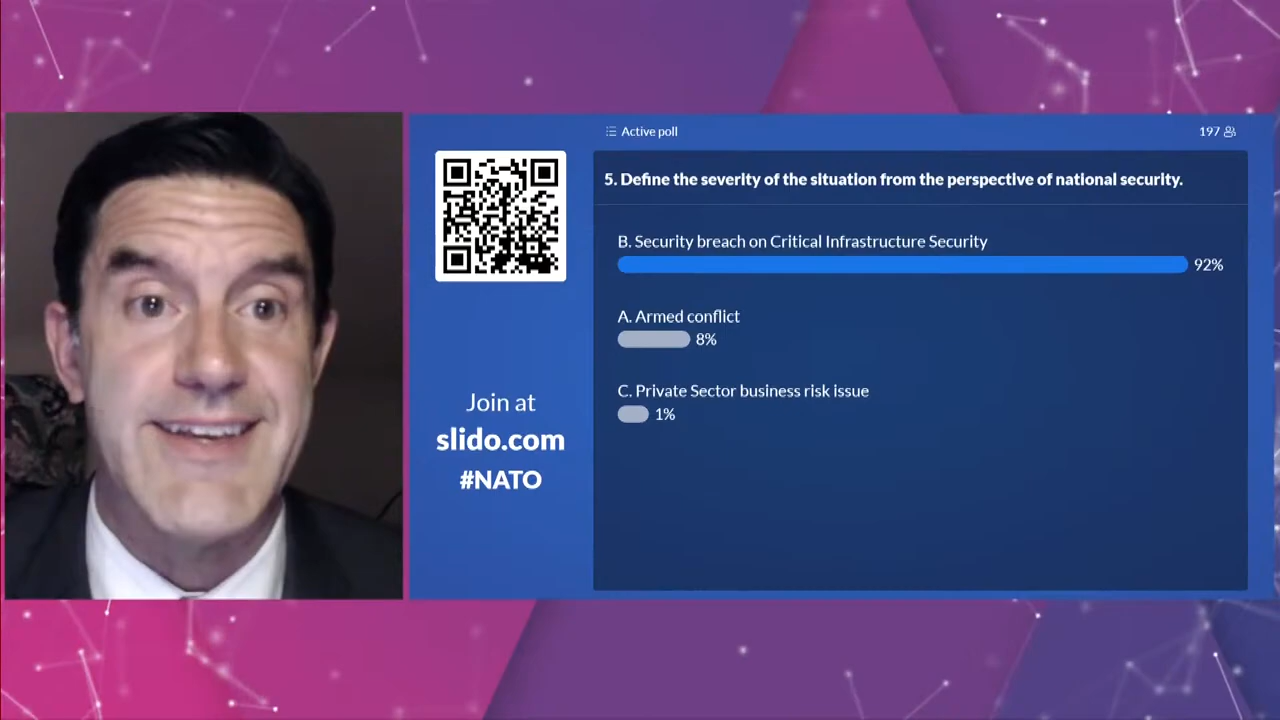 Active poll
197
5. Define the severity of the situation from the perspective of national security.
B. Security breach on Critical Infrastructure Security
92%
A. Armed conflict
8%
C. Private Sector business risk issue
1%
Join at
slido.com
#NATO